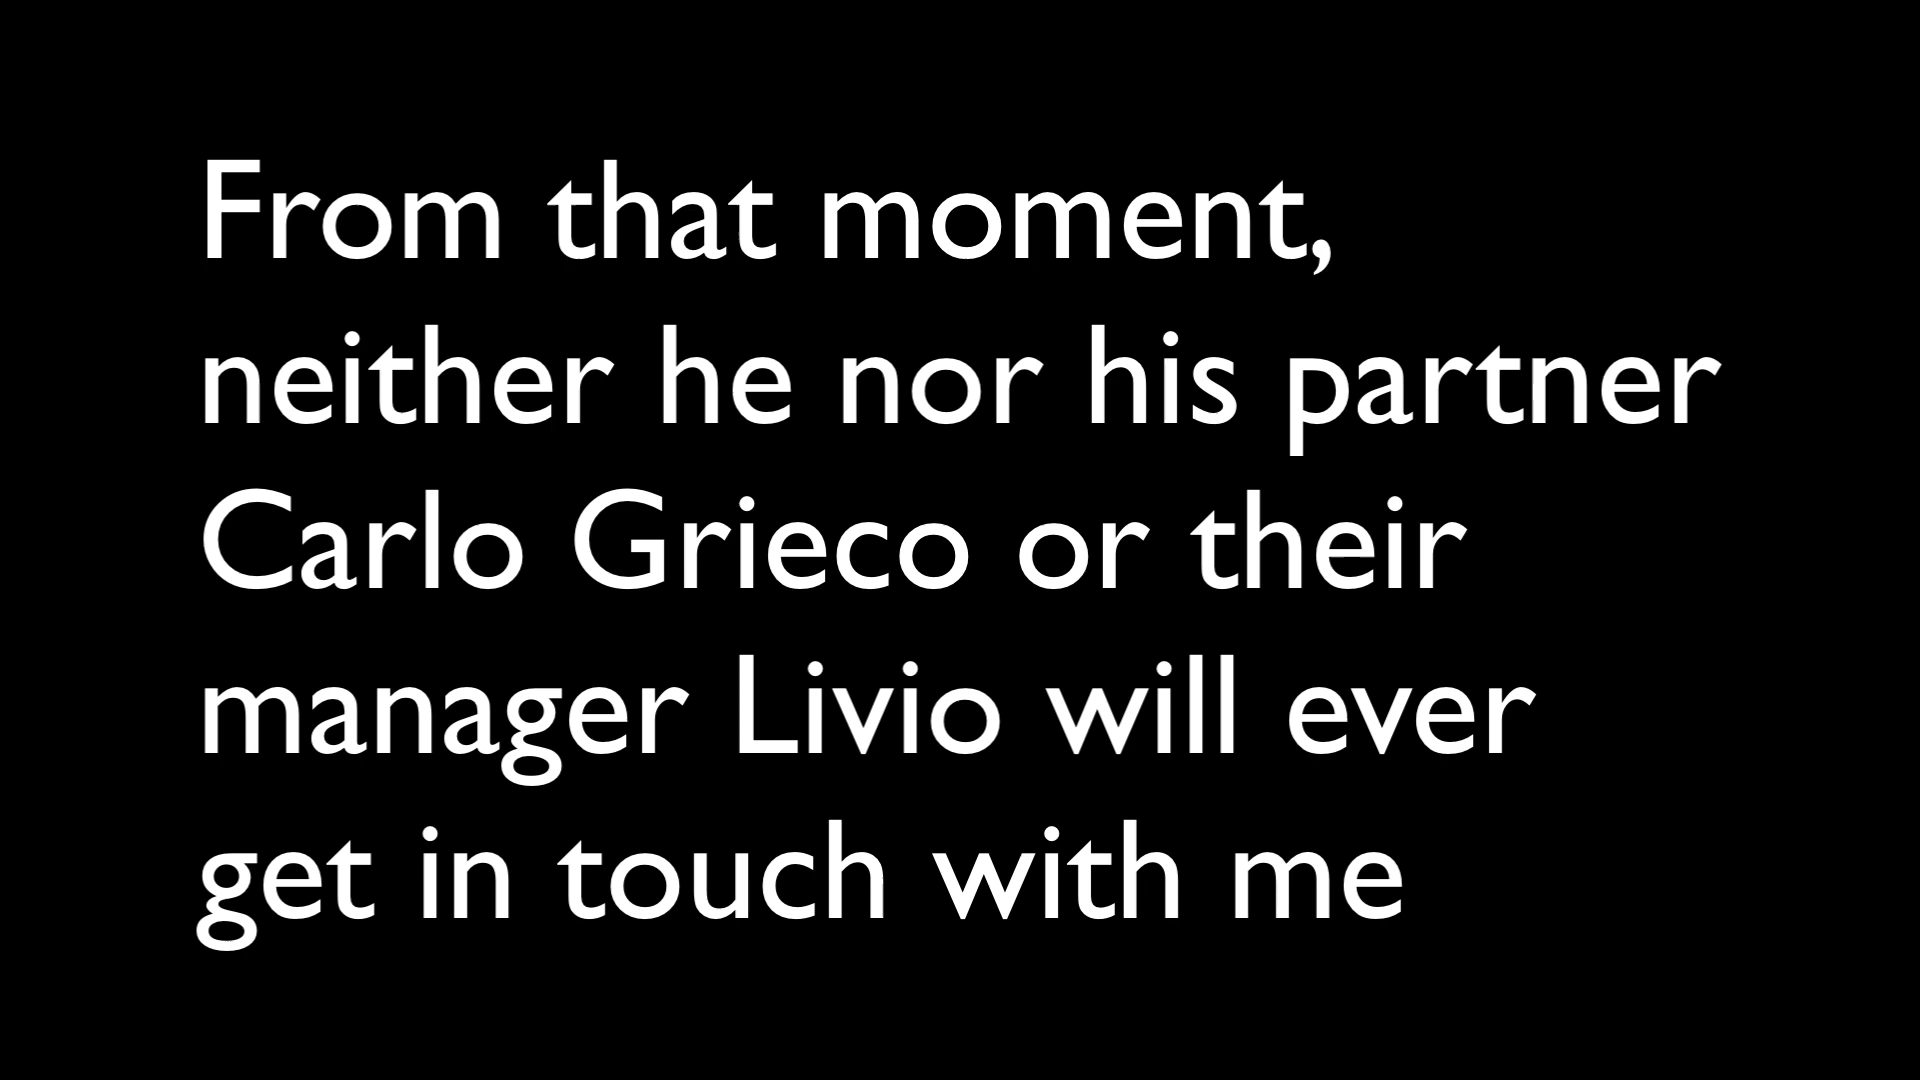 From that moment,
neither he nor his partner
Carlo Grieco or their
manager Livio will ever
get in touch with me